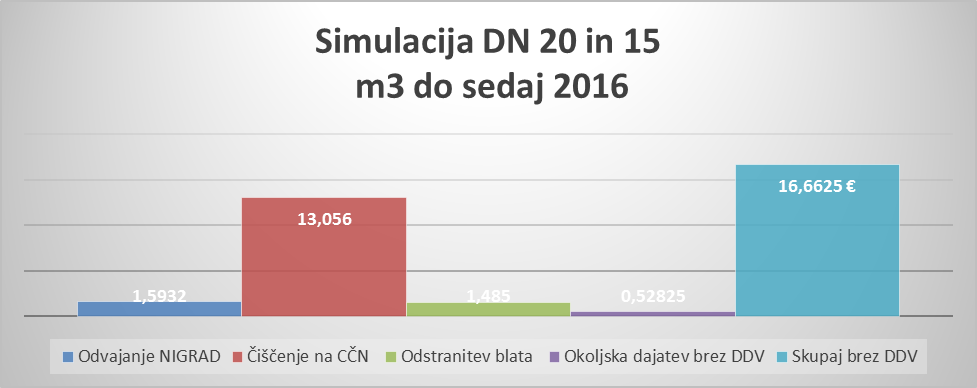 Simulacija DN 20 in 15
m3 do sedaj 2016
16,6625 €
13,056
1,5932
1,485
0,52825
Odvajanje NIGRAD
Čiščenje na CČN
Odstranitev blata
Okoljska dajatev brez DDV
Skupaj brez DDV